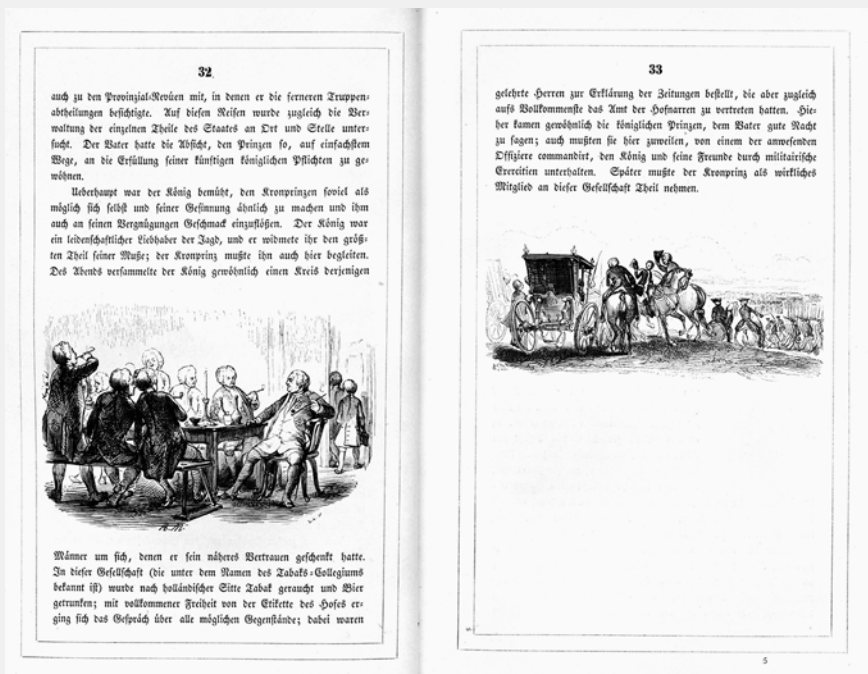 32
auch zu den Provinzial-Revüen mit, in denen er die ferneren Truppen-
abtheilungen besichtigte. Auf diesen Reisen wurde zugleich die Ver-
waltung der einzelnen Theile des Staates an Ort und Stelle unter-
sucht. Der Vater hatte die Absicht, den Prinzen so, auf einfachstem
Wege, an die Erfüllung seiner künftigen königlichen Pflichten zu ge-
wöhnen.
Ueberhaupt war der König bemüht, den Kronprinzen soviel als
möglich sich selbst und seiner Gesinnung ähnlich zu machen und ihm
auch an seinen Vergnügungen Geschmack einzuflößen. Der König war
ein leidenschaftlicher Liebhaber der Jagd, und er widmete ihr den größ-
ten Theil seiner Muße; der Kronprinz mußte ihn auch hier begleiten.
Des Abends versammelte der König gewöhnlich einen Kreis derjenigen
Männer um sich, denen er sein näheres Vertrauen geschenkt hatte.
In dieser Gesellschaft (die unter dem Namen des Tabaks-Collegiums
bekannt ist) wurde nach holländischer Sitte Tabak geraucht und Bier
getrunken; mit vollkommener Freiheit von der Etikette des Hofes er-
ging sich das Gespräch über alle möglichen Gegenstände; dabei waren
33
gelehrte Herren zur Erklärung der Zeitungen bestellt, die aber zugleich
aufs Vollkommenste das Amt der Hofnarren zu vertreten hatten. Hie-
her kamen gewöhnlich die königlichen Prinzen, dem Vater gute Nacht
zu sagen; auch mußten sie hier zuweilen, von einem der anwesenden
Offiziere commandirt, den König und seine Freunde durch militairische
Exercitien unterhalten. Später mußte der Kronprinz als wirkliches
Mitglied an dieser Gesellschaft Theil nehmen.
5